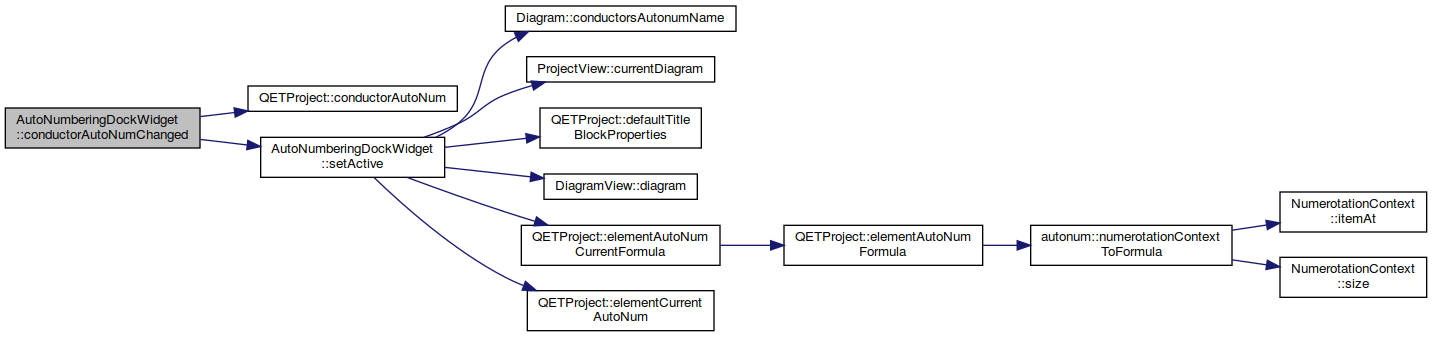 AutoNumberingDockWidget
::conductorAutoNumChanged
QETProject::conductorAutoNum
AutoNumberingDockWidget
::setActive
Diagram::conductorsAutonumName
ProjectView::currentDiagram
QETProject::defaultTitle
BlockProperties
DiagramView::diagram
QETProject::elementAutoNum
CurrentFormula
QETProject::elementCurrent
AutoNum
QETProject::elementAutoNum
Formula
autonum::numerotationContext
ToFormula
NumerotationContext
::itemAt
NumerotationContext
::size